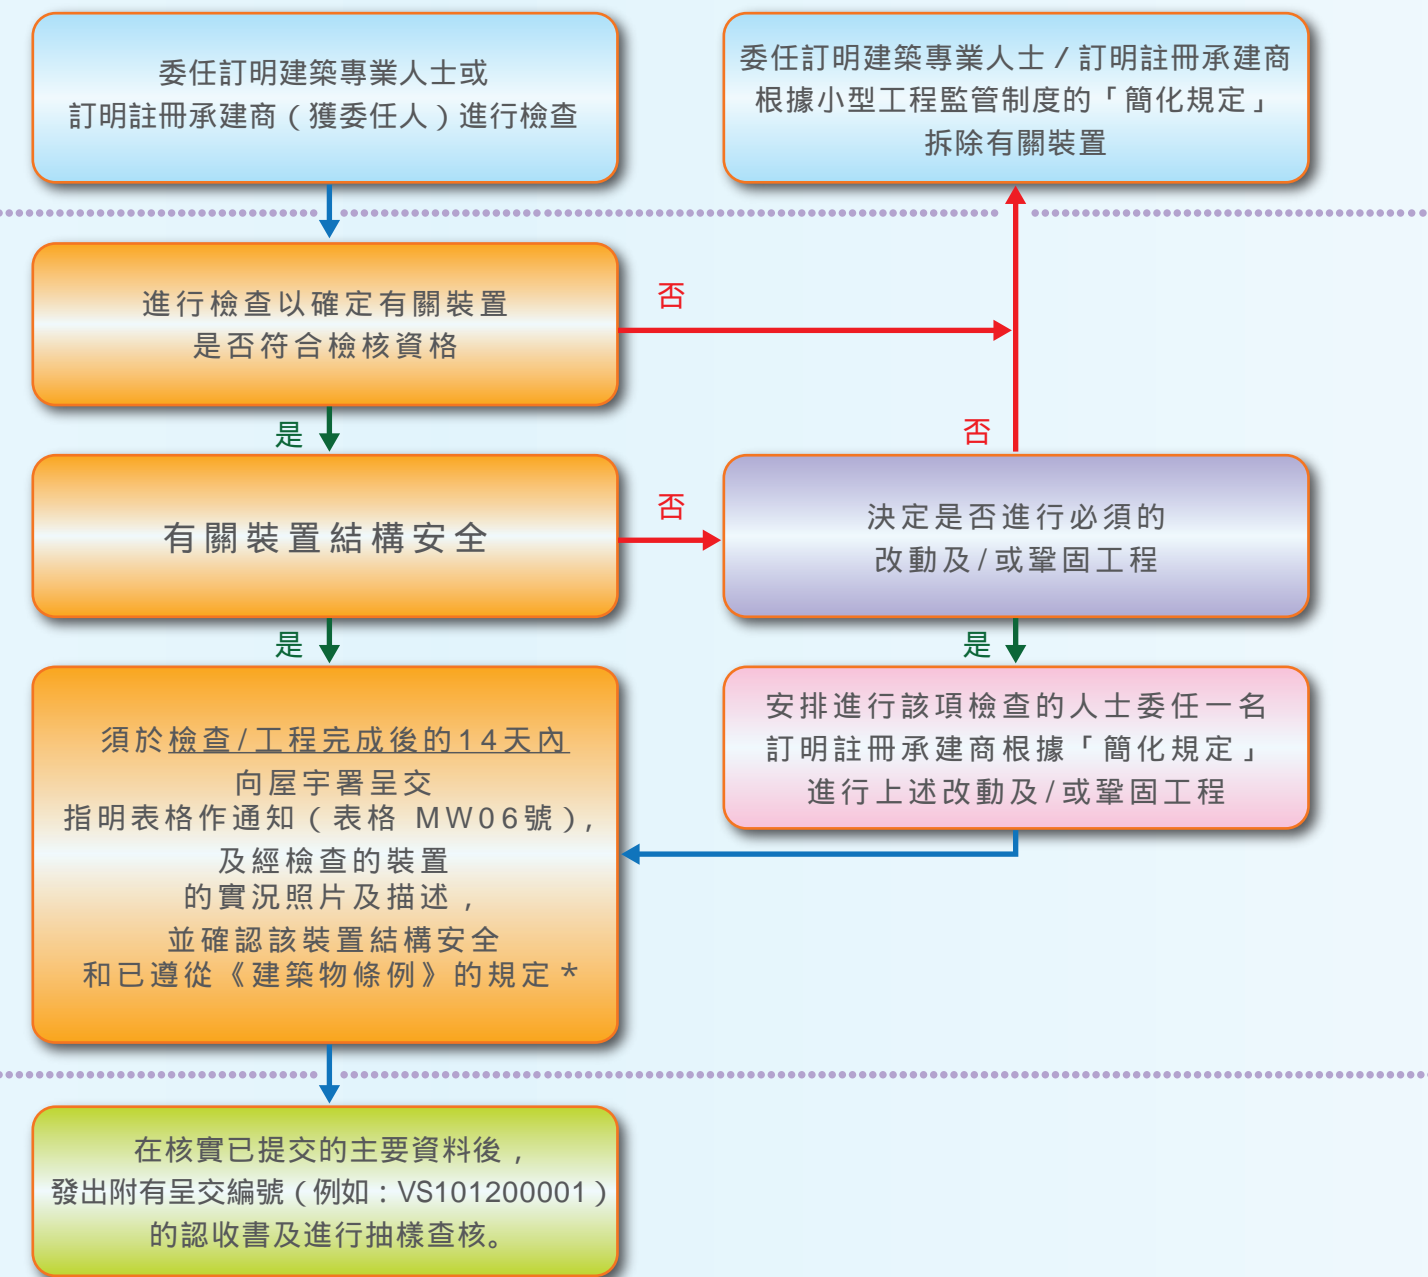 委任訂明建築專業人士或
訂明註冊承建商（獲委任人）進行檢查
委任訂明建築專業人士 / 訂明註冊承建商
根據小型工程監管制度的「簡化規定」
拆除有關裝置
進行檢查以確定有關裝置
是否符合檢核資格
否
是
否
有關裝置結構安全
否
決定是否進行必須的
改動及/或鞏固工程
是
是
須於檢查/工程完成後的14天內
向屋宇署呈交
指明表格作通知（表格 MW06號），
及經檢查的裝置
的實況照片及描述，
並確認該裝置結構安全
和已遵從《建築物條例》的規定*
安排進行該項檢查的人士委任一名
訂明註冊承建商根據「簡化規定」
進行上述改動及/或鞏固工程
在核實已提交的主要資料後，
發出附有呈交編號（例如：VS101200001）
的認收書及進行抽樣查核。